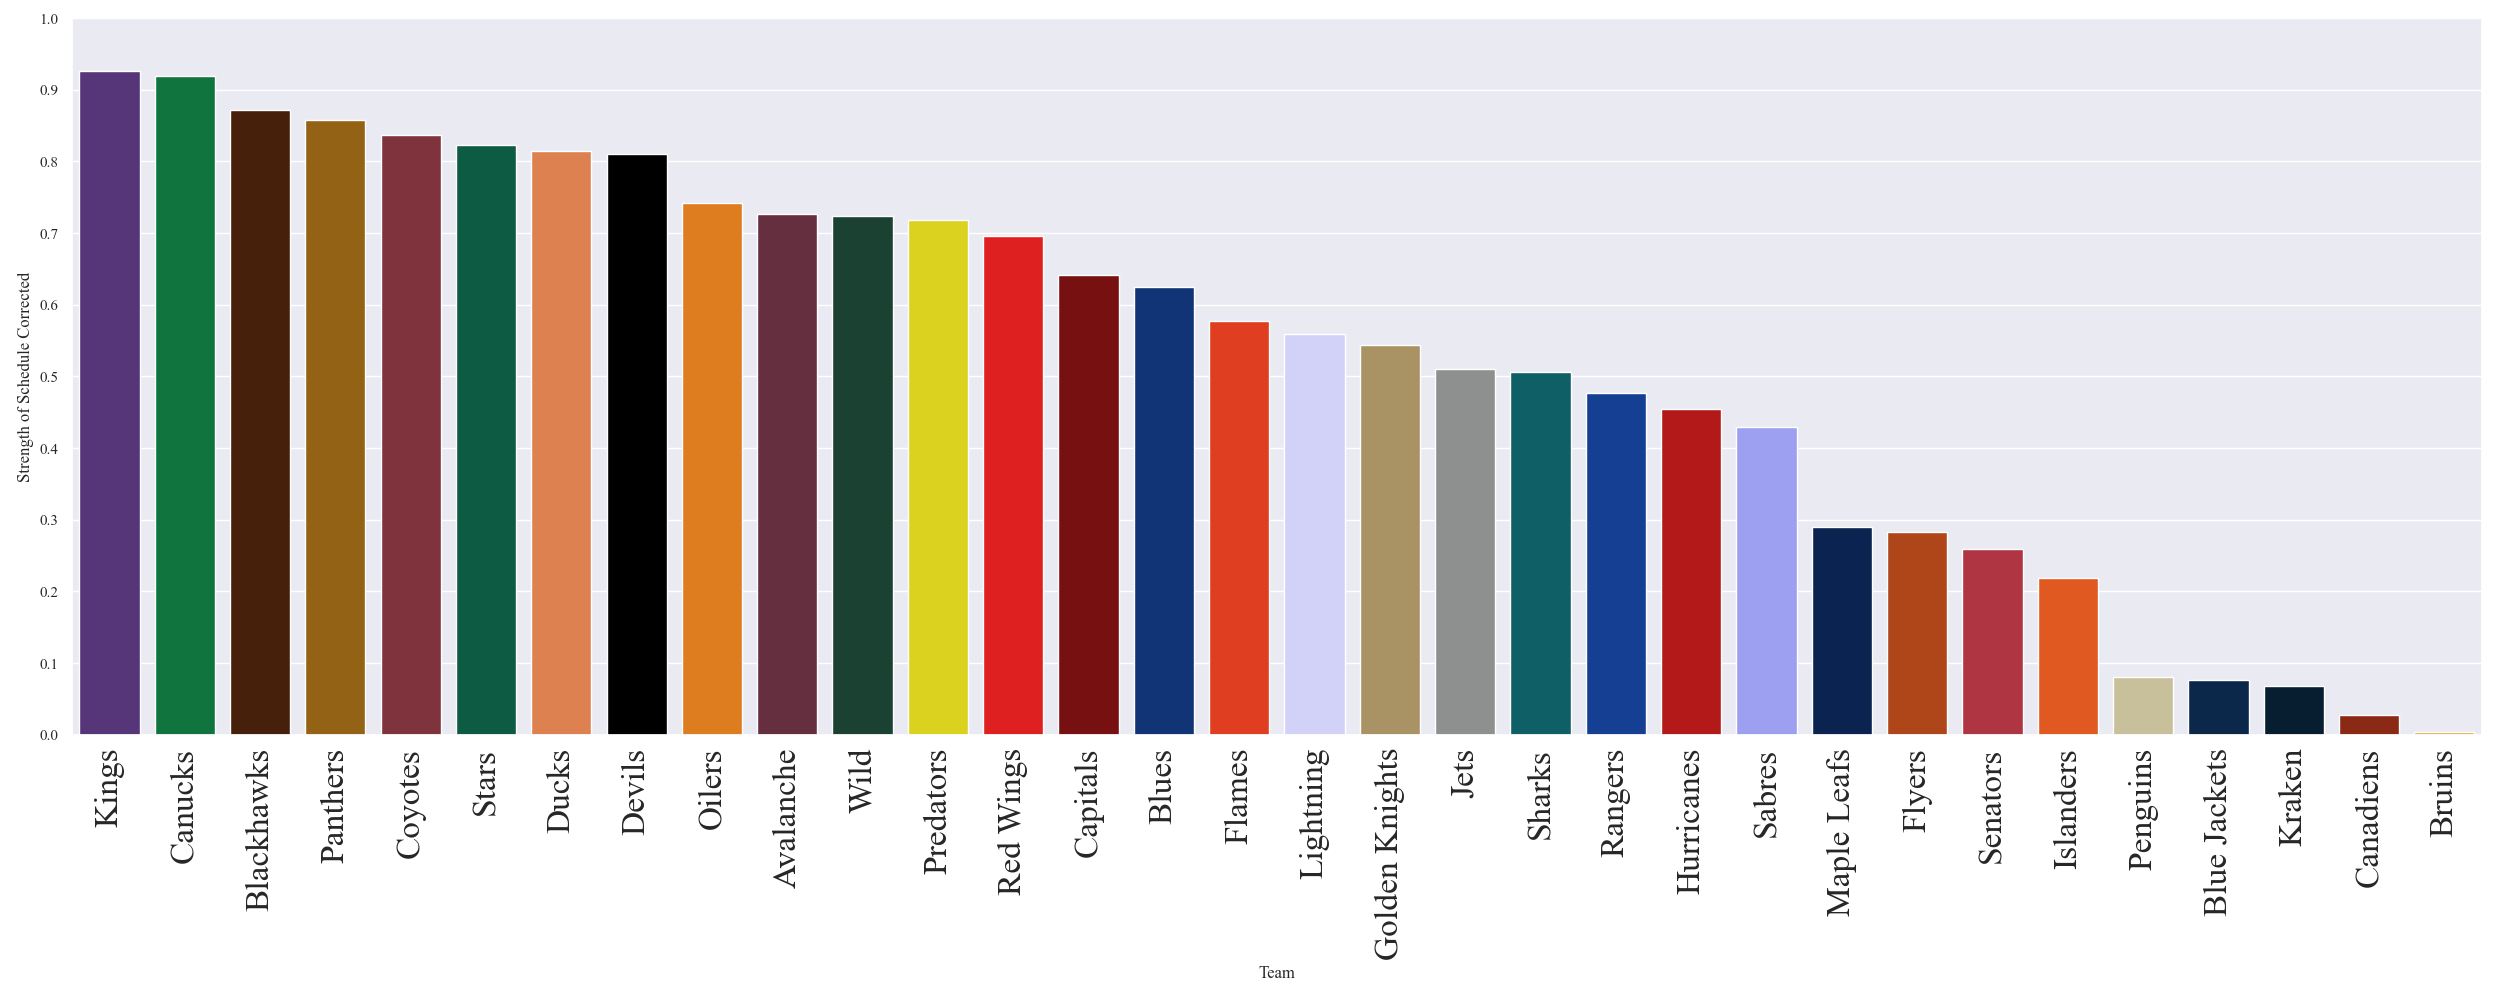 1.0
0.9
0.8
0.7
0.6
0.5
0.4
0.3
0.2
0.1
0.0
Strength of Schedule Corrected
Kings
Canucks
Blackhawks
Panthers
Coyotes
Stars
Ducks
Devils
Oilers
Avalanche
Wild
Predators
Red Wings
Capitals
Blues
Flames
Lightning
Golden Knights
Jets
Sharks
Rangers
Hurricanes
Sabres
Maple Leafs
Flyers
Senators
Islanders
Penguins
Blue Jackets
Kraken
Canadiens
Bruins
Team